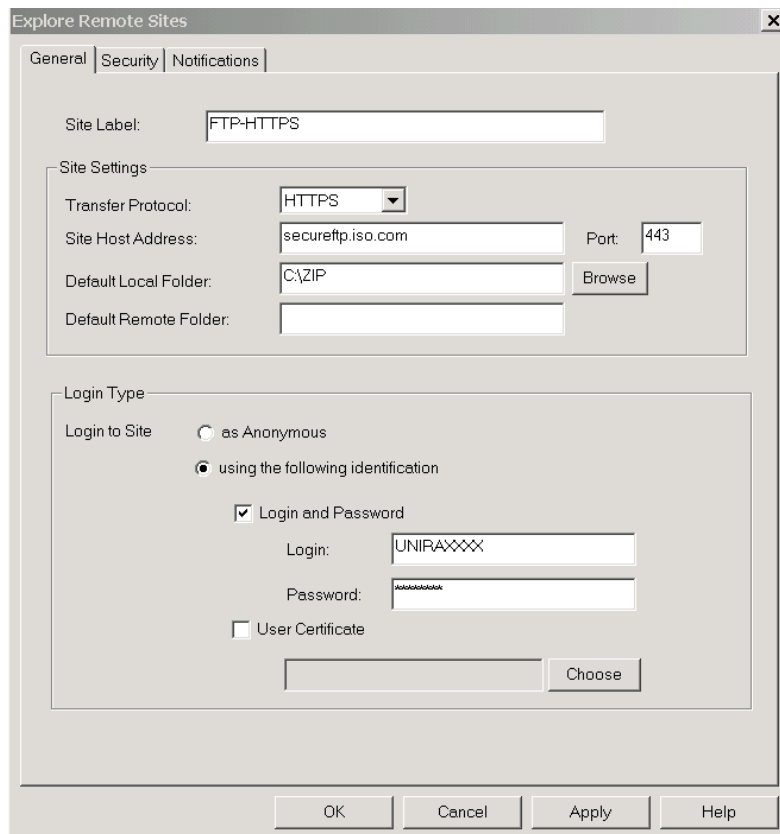 Explore Remote Sites
General Security Notifications
Site Label: FTP-HTTPS
Site Settings
Transfer Protocol: HTTPS
Site Host Address: secureftp.iso.com Port: 443
Default Local Folder: C:\ZIP Browse
Default Remote Folder:
Login Type
Login to Site as Anonymous
using the following identification
Login and Password
Login: UNIRAXXXX
Password: ********
User Certificate
Choose
OK Cancel Apply Help